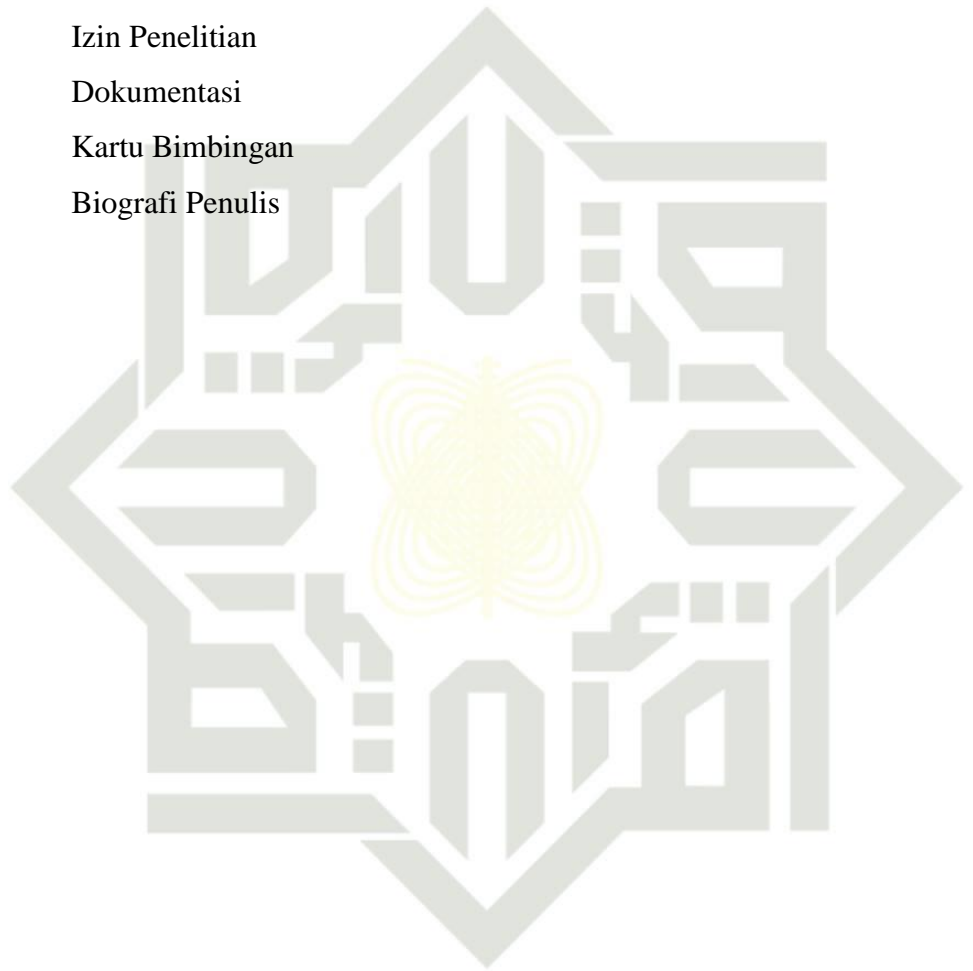 Izin Penelitian
Dokumentasi
Kartu Bimbingan
Biografi Penulis